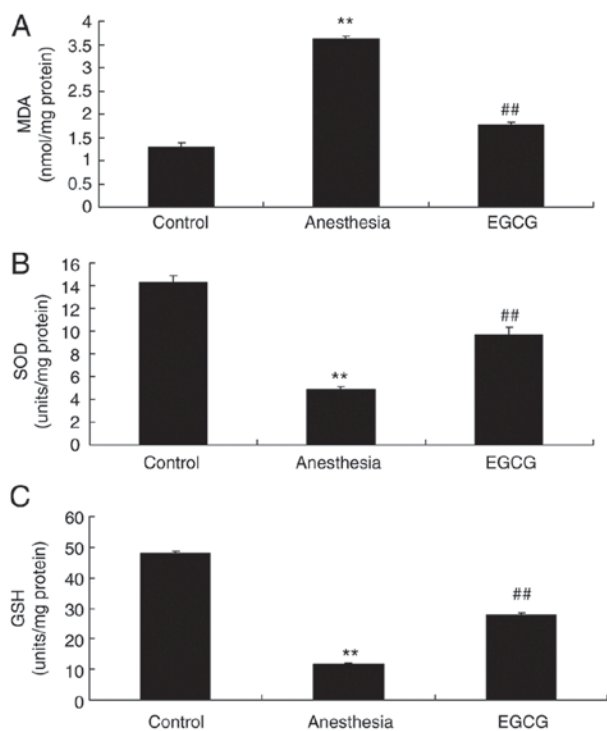 A
MDA
(nmol/mg protein)
4
3.5
3
2.5
2
1.5
1
0.5
0
**
##
Control Anesthesia EGCG
B
SOD
(units/mg protein)
16
14
12
10
8
6
4
2
0
**
##
Control Anesthesia EGCG
C
GSH
(units/mg protein)
60
50
40
30
20
10
0
**
##
Control Anesthesia EGCG